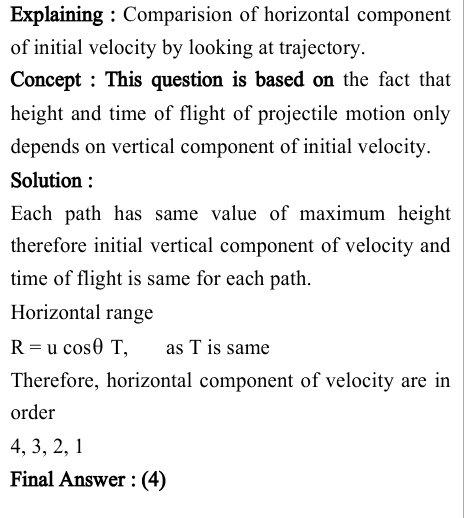 Explaining : Comparision of horizontal component
of initial velocity by looking at trajectory.
Concept : This question is based on the fact that
height and time of flight of projectile motion only
depends on vertical component of initial velocity.
Solution :
Each path has same value of maximum height
therefore initial vertical component of velocity and
time of flight is same for each path.
Horizontal range
R = u cosθ T, as T is same
Therefore, horizontal component of velocity are in
order
4, 3, 2, 1
Final Answer : (4)